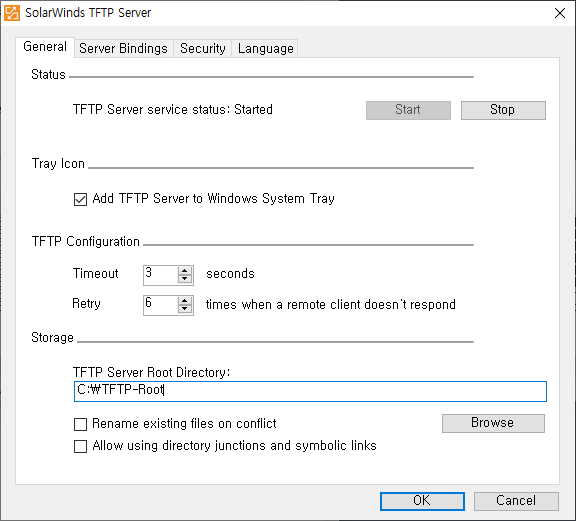 SolarWinds TFTP Server
General Server Bindings Security Language
Status
TFTP Server service status: Started Start Stop
Tray Icon
Add TFTP Server to Windows System Tray
TFTP Configuration
Timeout 3 seconds
Retry 6 times when a remote client doesn't respond
Storage
TFTP Server Root Directory:
C:₩TFTP-Root
Rename existing files on conflict Browse
Allow using directory junctions and symbolic links
OK Cancel